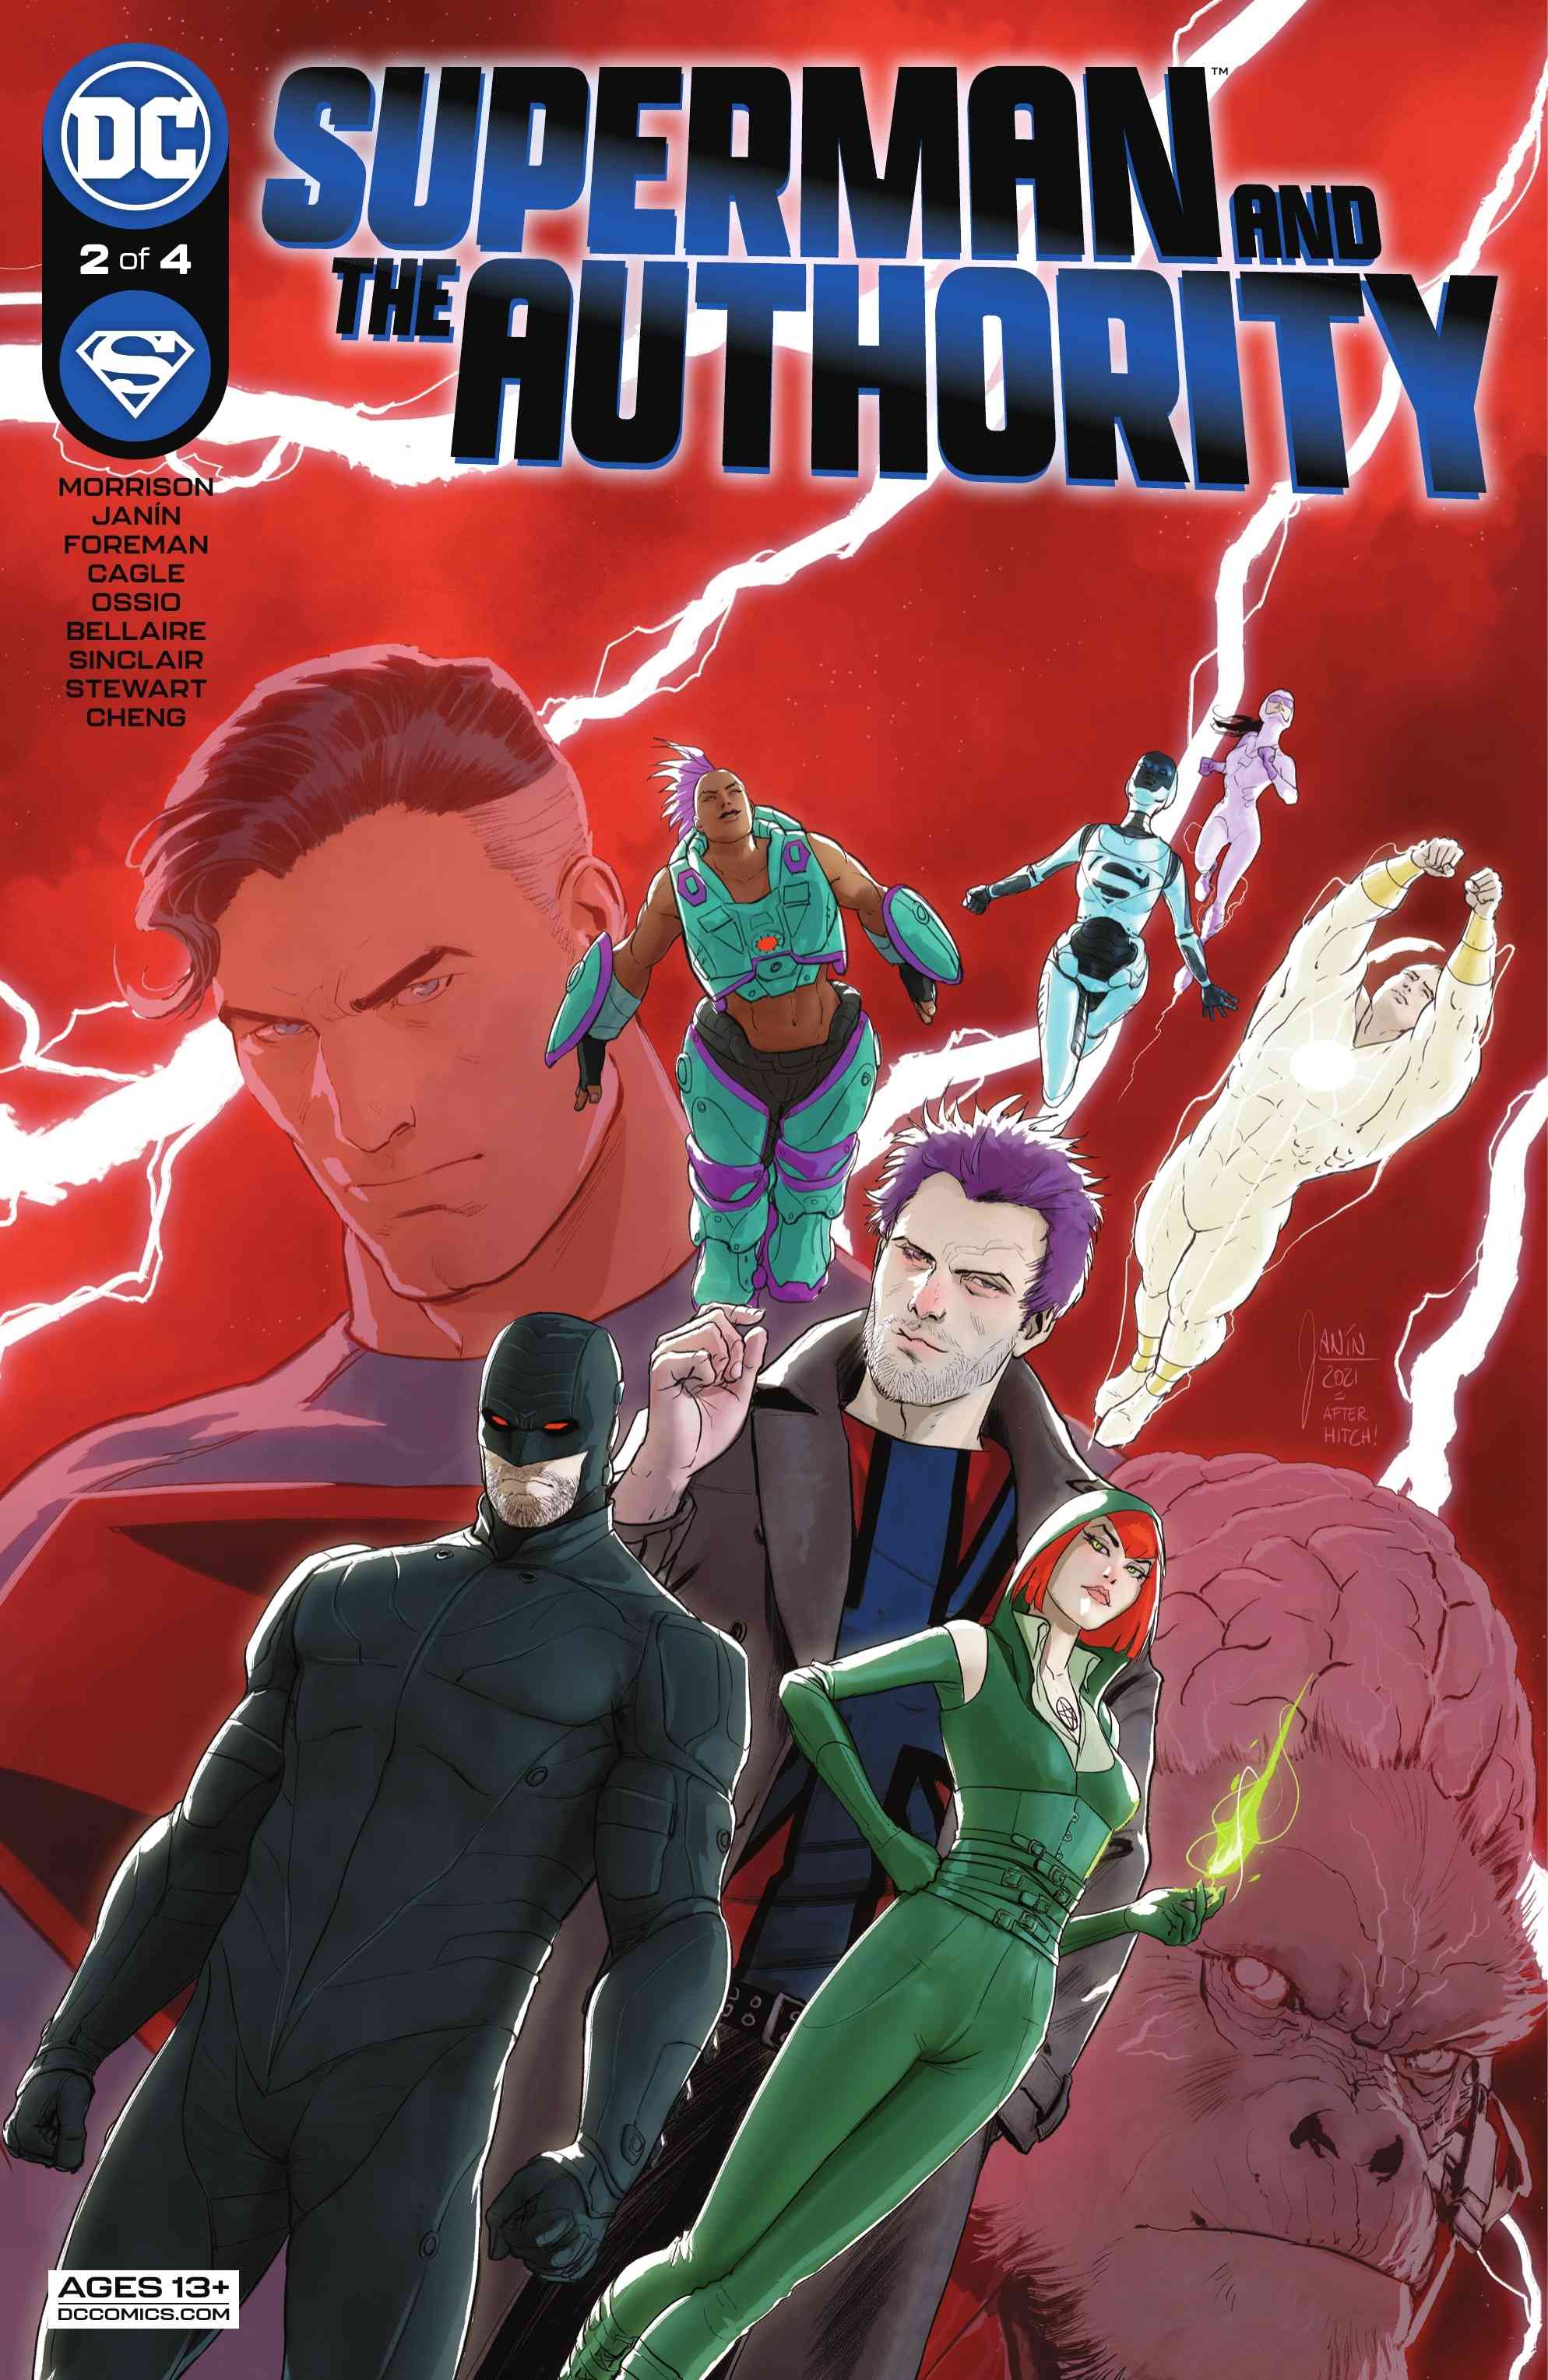 DC
2 of 4
S
SUPERMAN™ AND
THE AUTHORITY
MORRISON
JANÍN
FOREMAN
CAGLE
OSSIO
BELLAIRE
SINCLAIR
STEWART
CHENG
JANÍN
2021
AFTER
HITCH!
AGES 13+
DCCOMICS.COM